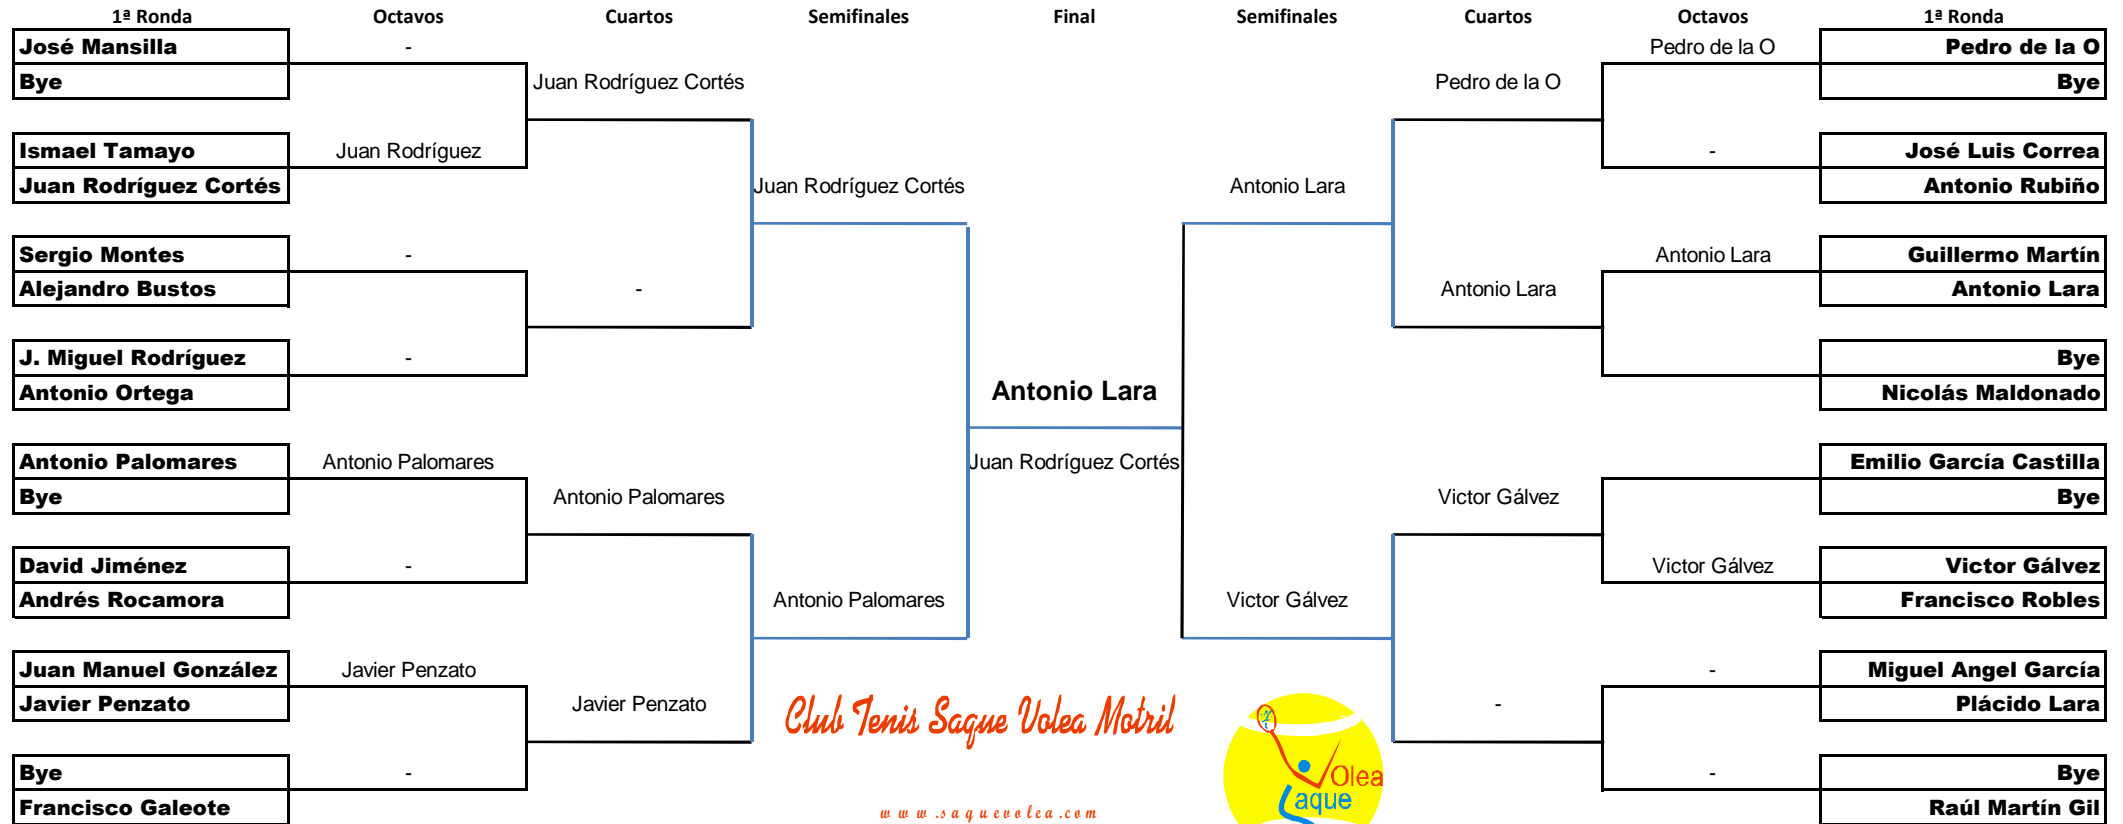 1ª Ronda Octavos Cuartos Semifinales Final Semifinales Cuartos Octavos 1ª Ronda
José Mansilla - Pedro de la O Pedro de la O
Bye Juan Rodríguez Cortés Pedro de la O Bye
Ismael Tamayo Juan Rodríguez - José Luis Correa
Juan Rodríguez Cortés Juan Rodríguez Cortés Antonio Lara Antonio Rubiño
Sergio Montes - Antonio Lara Guillermo Martín
Alejandro Bustos - Antonio Lara Antonio Lara
J. Miguel Rodríguez - Bye
Antonio Ortega Antonio Lara Nicolás Maldonado
Antonio Palomares Antonio Palomares Juan Rodríguez Cortés Emilio García Castilla
Bye Antonio Palomares Victor Gálvez Bye
David Jiménez - Victor Gálvez Victor Gálvez
Andrés Rocamora Antonio Palomares Victor Gálvez Francisco Robles
Juan Manuel González Javier Penzato - Miguel Angel García
Javier Penzato Javier Penzato Club Tenis Saque Volea Motril - Plácido Lara
Bye - Olea - Bye
Francisco Galeote www.saquevolea.com aque Raúl Martín Gil